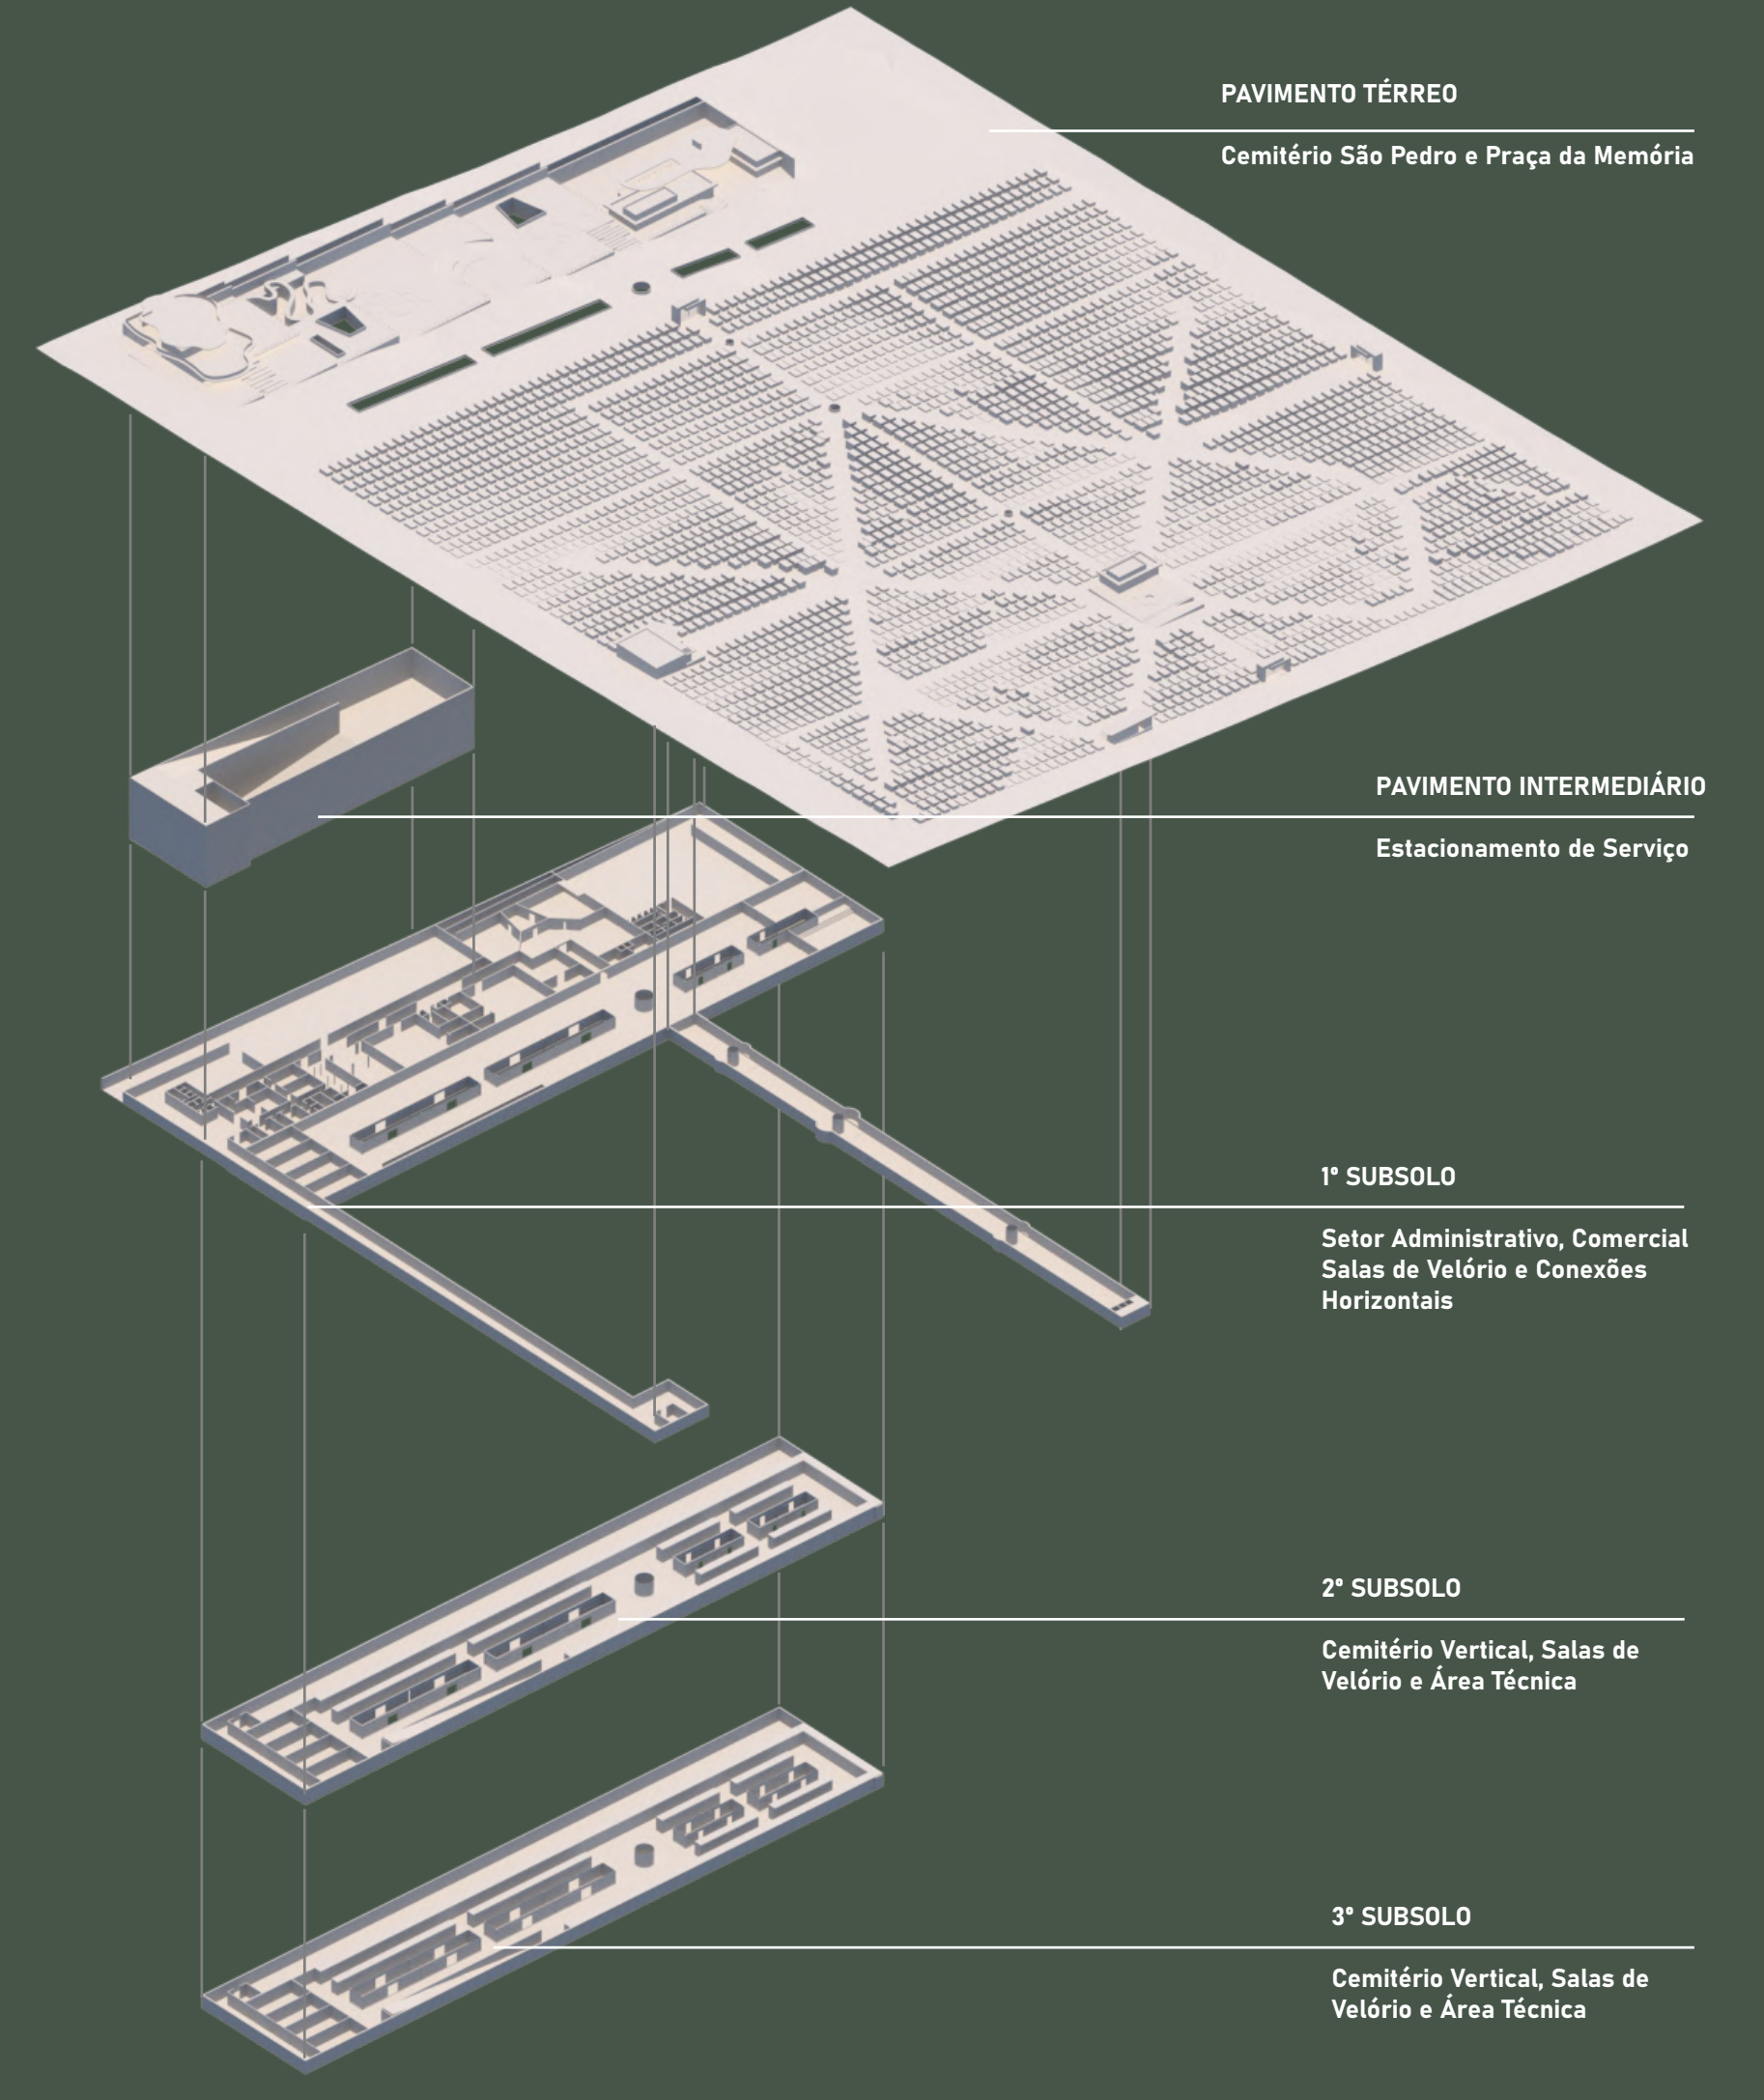 PAVIMENTO TÉRREO
Cemitério São Pedro e Praça da Memória
PAVIMENTO INTERMEDIÁRIO
Estacionamento de Serviço
1º SUBSOLO
Setor Administrativo, Comercial
Salas de Velório e Conexões
Horizontais
2º SUBSOLO
Cemitério Vertical, Salas de
Velório e Área Técnica
3º SUBSOLO
Cemitério Vertical, Salas de
Velório e Área Técnica